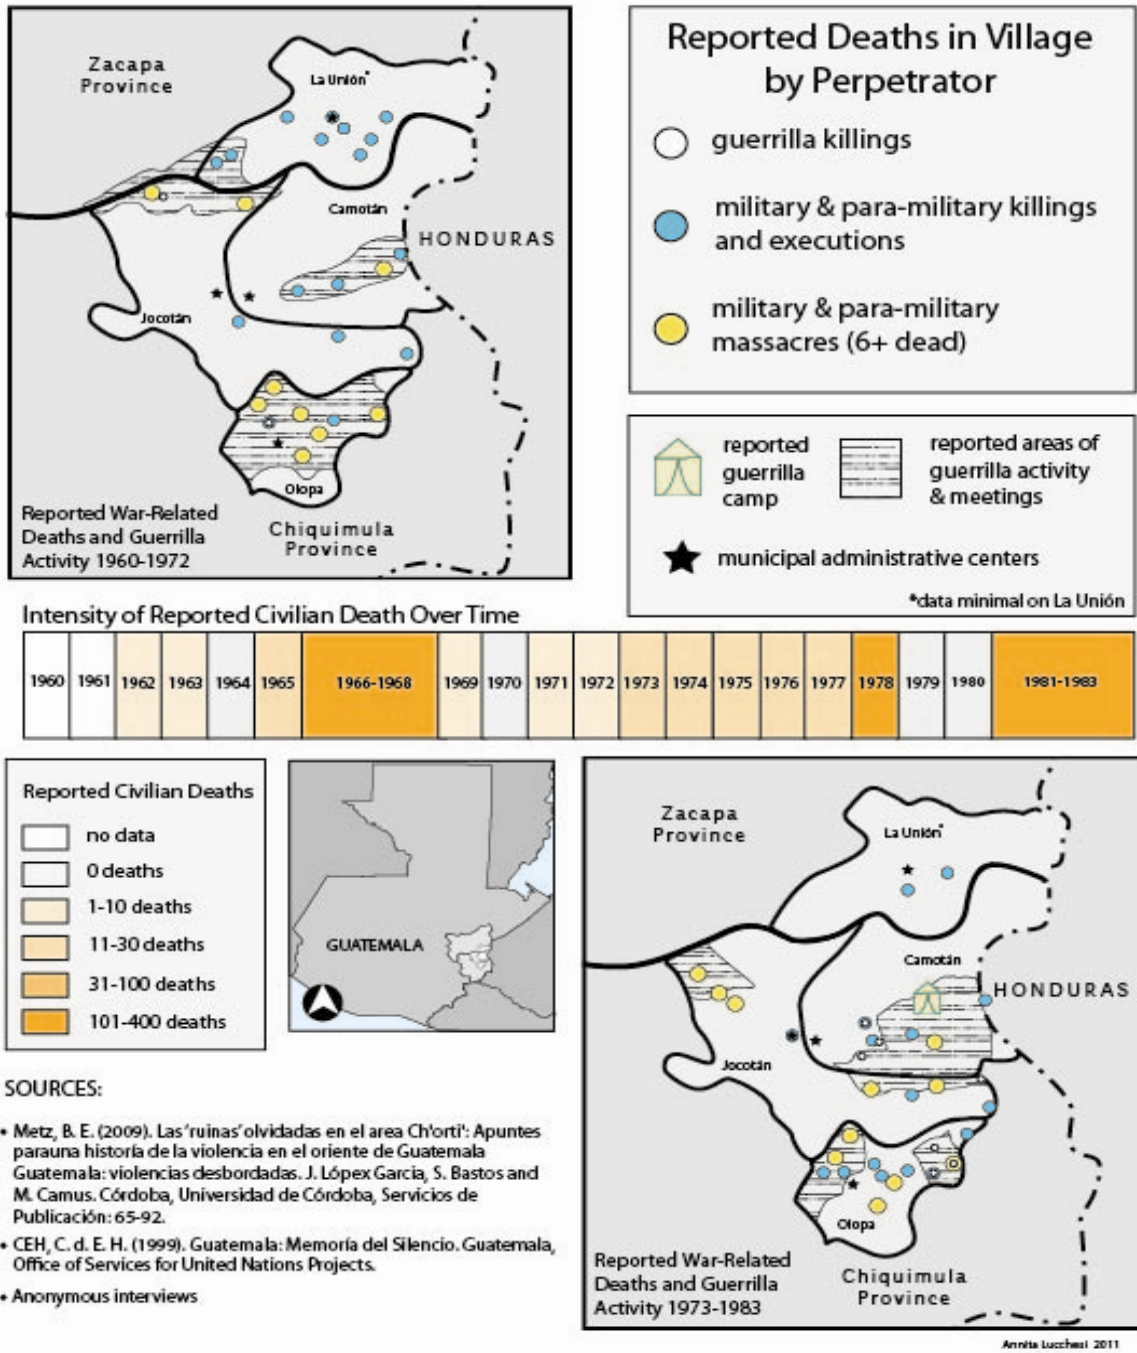 Zacapa
Province
La Unión*
Camotán
HONDURAS
Jocotán
Olopa
Chiquimula
Province
Reported War-Related
Deaths and Guerrilla
Activity 1960-1972
Reported Deaths in Village
by Perpetrator
guerrilla killings
military & para-military killings
and executions
military & para-military
massacres (6+ dead)
reported
guerrilla
camp
reported areas of
guerrilla activity
& meetings
municipal administrative centers
*data minimal on La Unión
Intensity of Reported Civilian Death Over Time
1960 1961 1962 1963 1964 1965 1966-1968 1969 1970 1971 1972 1973 1974 1975 1976 1977 1978 1979 1980 1981-1983
Reported Civilian Deaths
no data
0 deaths
1-10 deaths
11-30 deaths
31-100 deaths
101-400 deaths
GUATEMALA
Zacapa
Province
La Unión*
Camotán
HONDURAS
Jocotán
Olopa
Chiquimula
Province
Reported War-Related
Deaths and Guerrilla
Activity 1973-1983
SOURCES:
• Metz, B. E. (2009). Las 'ruinas' olvidadas en el area Ch'orti': Apuntes
parauna historía de la violencia en el oriente de Guatemala
Guatemala: violencias desbordadas. J. López Garcia, S. Bastos and
M. Camus. Córdoba, Universidad de Córdoba, Servicios de
Publicación: 65-92.
• CEH, C. d. E. H. (1999). Guatemala: Memoría del Silencio. Guatemala,
Office of Services for United Nations Projects.
• Anonymous interviews
Annita Lucchesi 2011